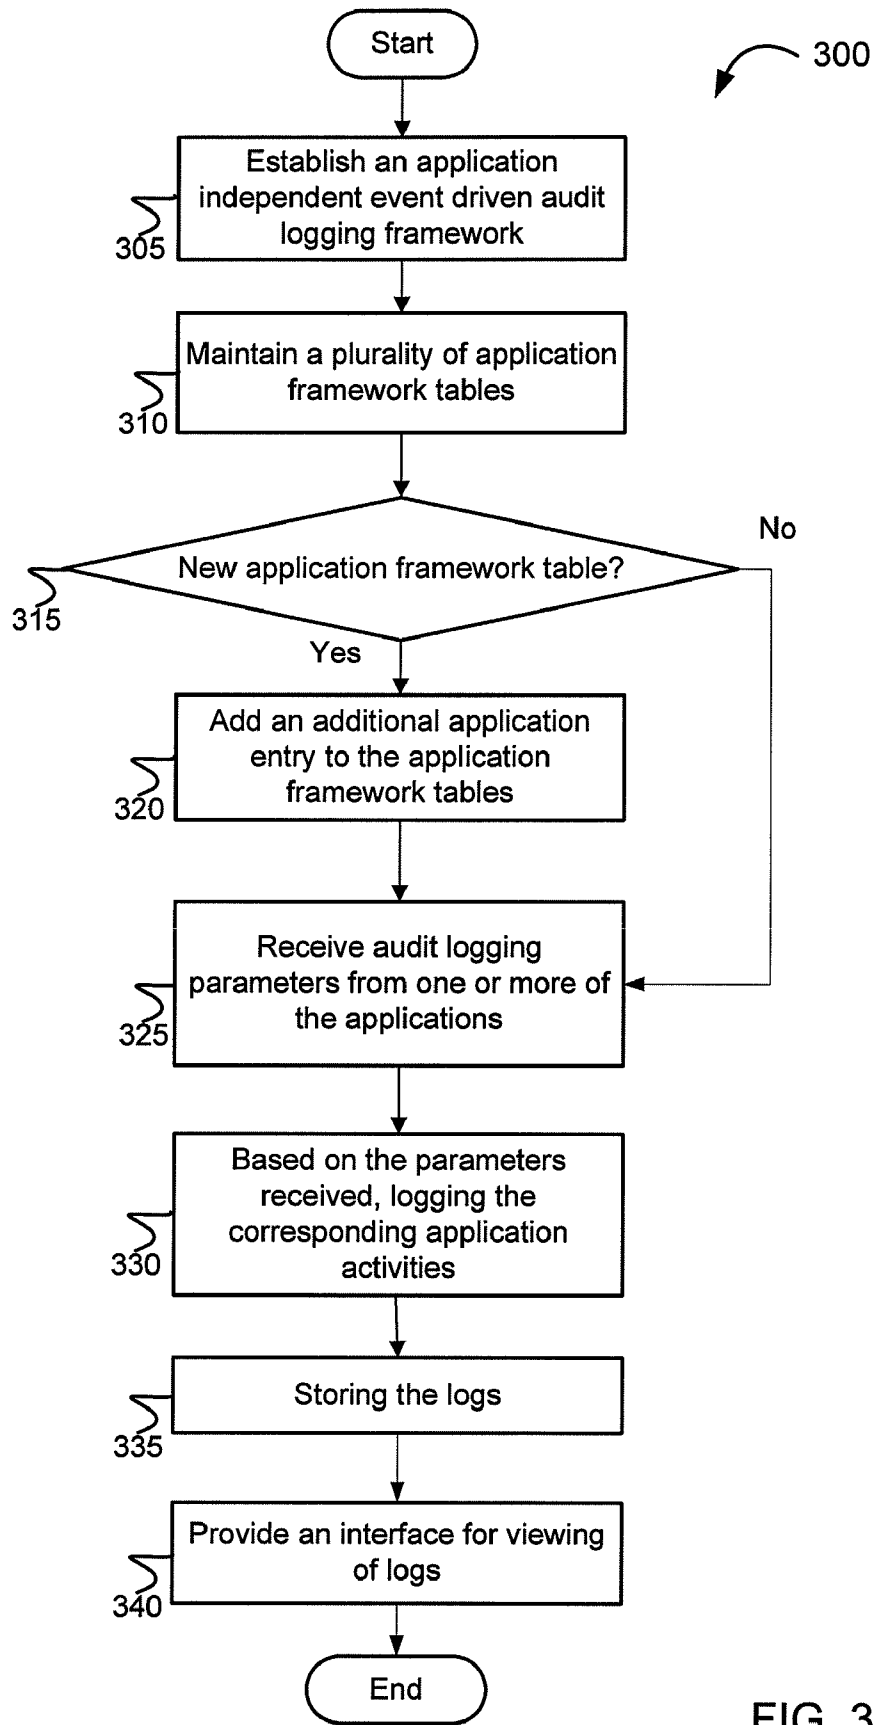 Start
300
Establish an application
independent event driven audit
logging framework
305
Maintain a plurality of application
framework tables
310
No
New application framework table?
315
Yes
Add an additional application
entry to the application
framework tables
320
Receive audit logging
parameters from one or more of
the applications
325
Based on the parameters
received, logging the
corresponding application
activities
330
Storing the logs
335
Provide an interface for viewing
of logs
340
End
FIG. 3